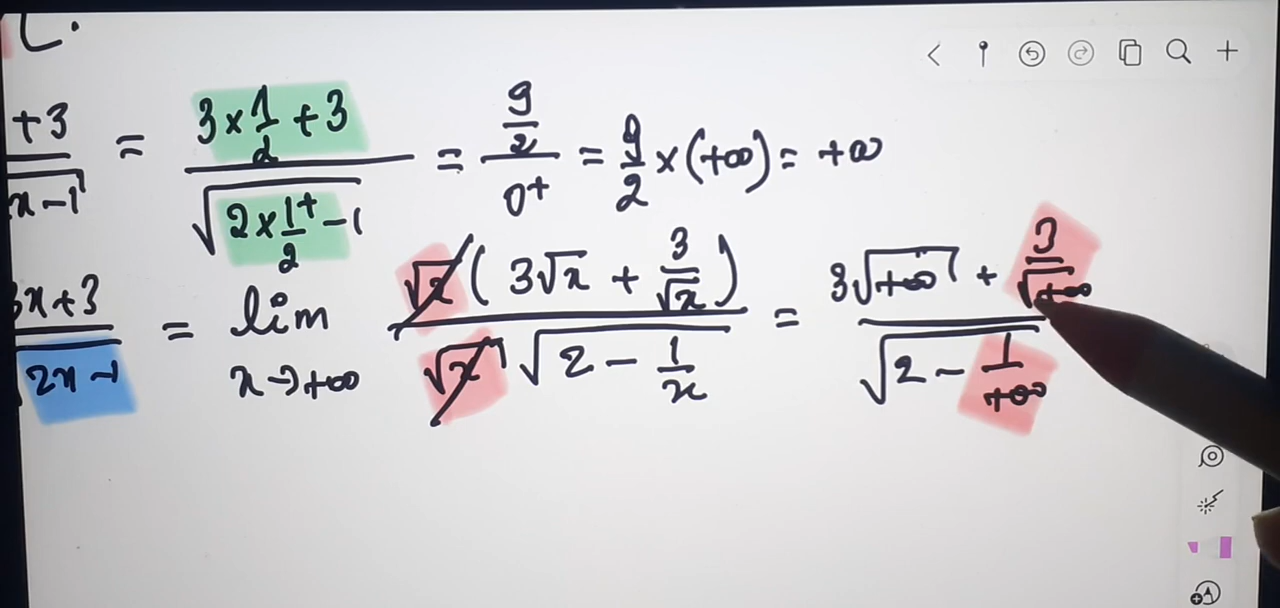 L.
+3 / x-1 = (3×1/2 + 3) / √(2×1/2⁺ - 1) = (9/2) / 0⁺ = 9/2 × (+∞) = +∞
3x+3 / 2x-1 = lim x→+∞ √x(3√x + 3/√x) / √x √(2 - 1/x) = (3√+∞ + 3/√+∞) / √(2 - 1/+∞)